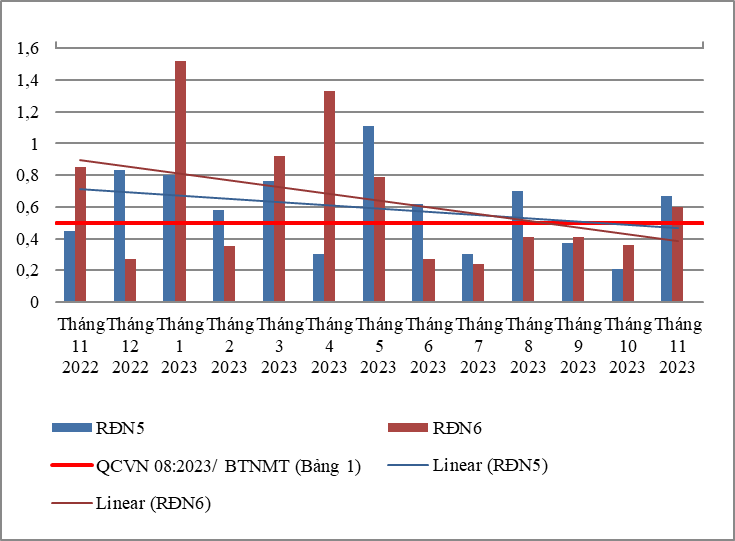 1,6
1,4
1,2
1
0,8
0,6
0,4
0,2
0
Tháng 11 2022
Tháng 12 2022
Tháng 1 2023
Tháng 2 2023
Tháng 3 2023
Tháng 4 2023
Tháng 5 2023
Tháng 6 2023
Tháng 7 2023
Tháng 8 2023
Tháng 9 2023
Tháng 10 2023
Tháng 11 2023
RĐN5
RĐN6
QCVN 08:2023/ BTNMT (Bảng 1)
Linear (RĐN5)
Linear (RĐN6)